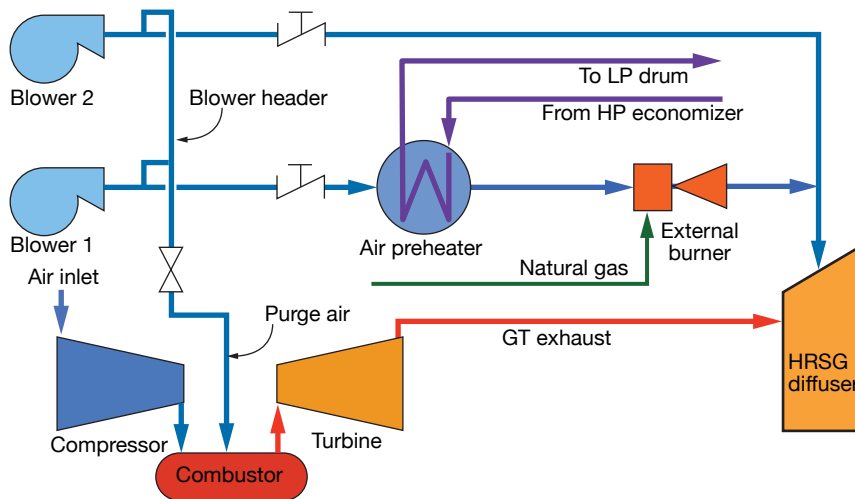 To LP drum
Blower 2
Blower header
From HP economizer
Blower 1
Air preheater
External
burner
Air inlet
Natural gas
Purge air
GT exhaust
HRSG
diffuser
Compressor
Turbine
Combustor